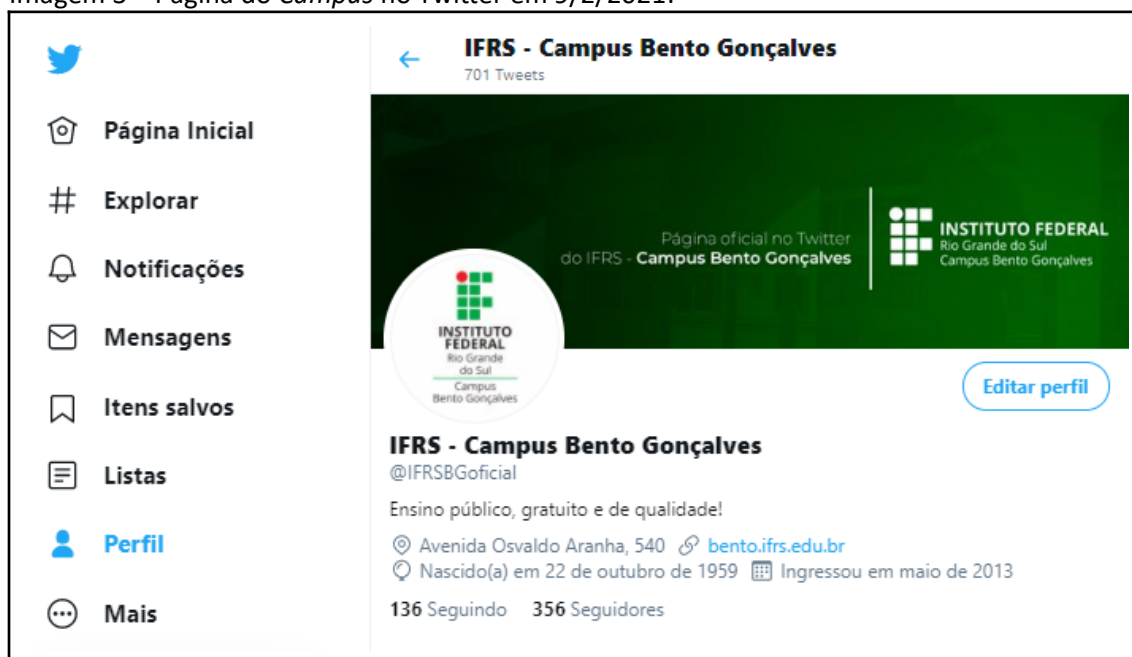 Imagem 3 – Página do Campus no Twitter em 9/2/2021.
IFRS - Campus Bento Gonçalves
701 Tweets
Página Inicial
Explorar
Notificações
Mensagens
Itens salvos
Listas
Perfil
Mais
Página oficial no Twitter
do IFRS - Campus Bento Gonçalves
INSTITUTO FEDERAL
Rio Grande do Sul
Campus Bento Gonçalves
INSTITUTO
FEDERAL
Rio Grande
do Sul
Campus
Bento Gonçalves
Editar perfil
IFRS - Campus Bento Gonçalves
@IFRSBGoficial
Ensino público, gratuito e de qualidade!
Avenida Osvaldo Aranha, 540 bento.ifrs.edu.br
Nascido(a) em 22 de outubro de 1959 Ingressou em maio de 2013
136 Seguindo 356 Seguidores